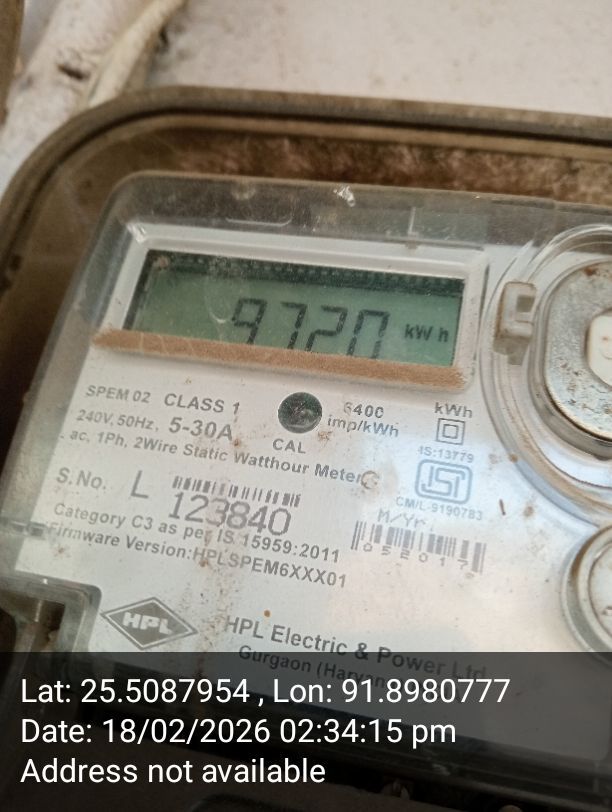 9720 kWh
SPEM 02 CLASS 1
240V, 50Hz, 5-30A
ac, 1Ph, 2Wire Static Watthour Meter
CAL
6400
imp/kWh
kWh
IS:13779
ISI
CM/L-9190783
S.No. L 123840
M/Yr.
052017
Category C3 as per IS 15959:2011
Firmware Version:HPLSPEM6XXX01
HPL
HPL Electric & Power Ltd
Gurgaon (Haryan
Lat: 25.5087954 , Lon: 91.8980777
Date: 18/02/2026 02:34:15 pm
Address not available